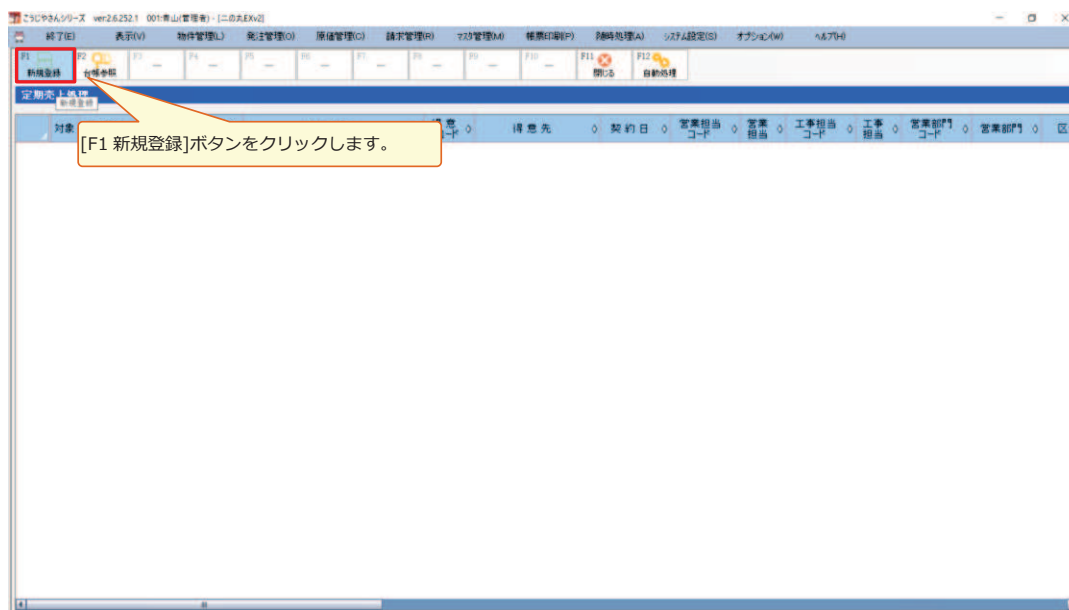 こうじやさんシリーズ ver2.6.252.1 001:青山(管理者) - [二の丸EXv2]
終了(E) 表示(V) 物件管理(L) 発注管理(O) 原価管理(C) 請求管理(R) マスタ管理(M) 帳票印刷(P) 随時処理(A) システム設定(S) オプション(W) ヘルプ(H)
F1 F2 F3 F4 F5 F6 F7 F8 F9 F10 F11 F12
新規登録 台帳参照 閉じる 自動処理
定期売上処理
新規登録
対象 得意 コード 得意先 契約日 営業担当 コード 営業 担当 工事担当 コード 工事 担当 営業部門 コード 営業部門 区
[F1 新規登録]ボタンをクリックします。